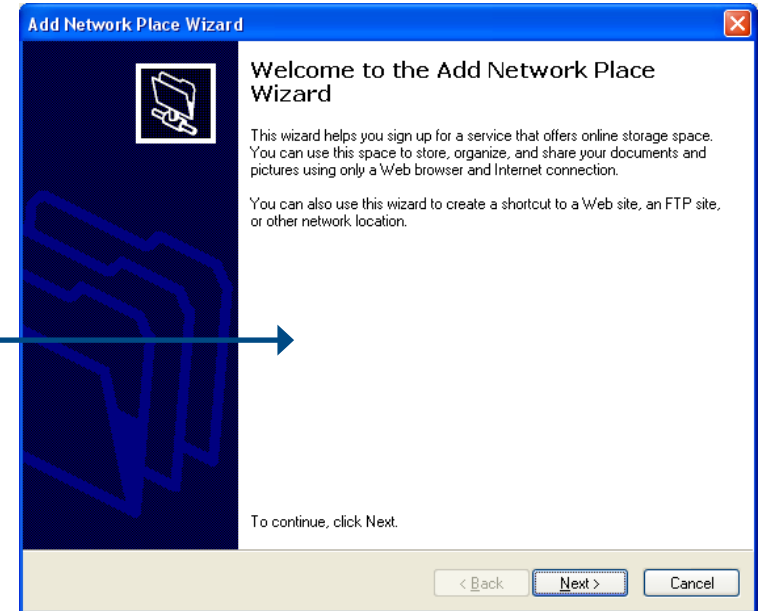 Add Network Place Wizard
Welcome to the Add Network Place
Wizard
This wizard helps you sign up for a service that offers online storage space.
You can use this space to store, organize, and share your documents and
pictures using only a Web browser and Internet connection.
You can also use this wizard to create a shortcut to a Web site, an FTP site,
or other network location.
To continue, click Next.
< Back Next > Cancel